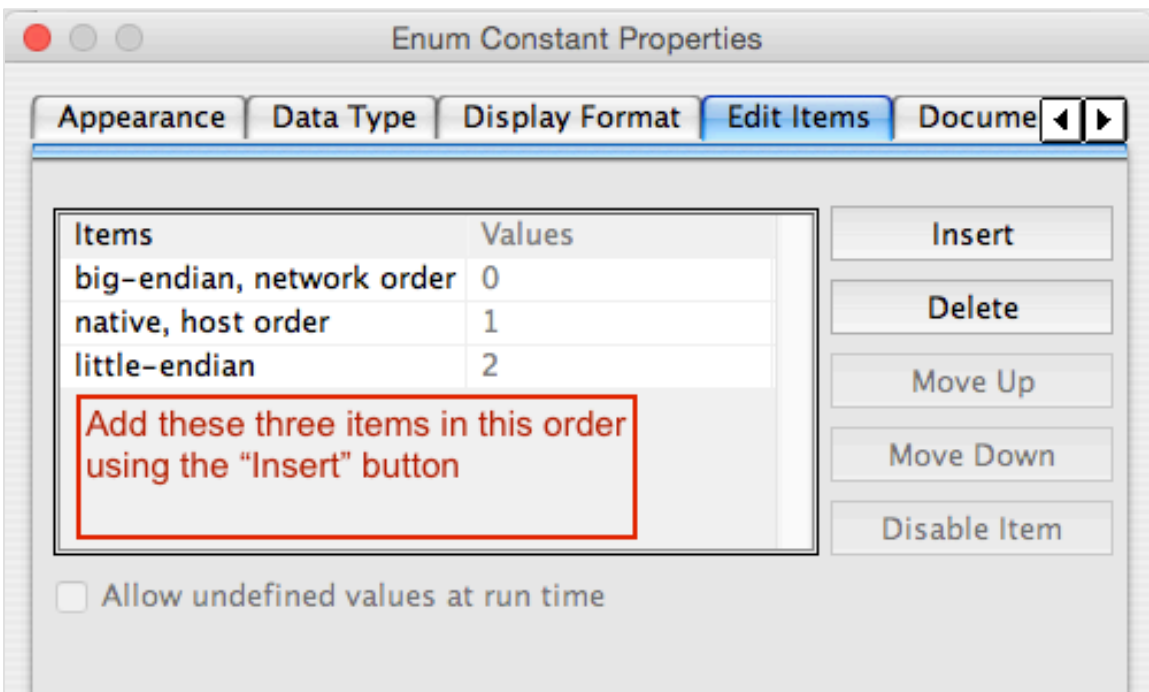 Enum Constant Properties
Appearance Data Type Display Format Edit Items Docume
Items Values Insert
big-endian, network order 0
native, host order 1 Delete
little-endian 2
Move Up
Add these three items in this order
using the “Insert” button
Move Down
Disable Item
Allow undefined values at run time